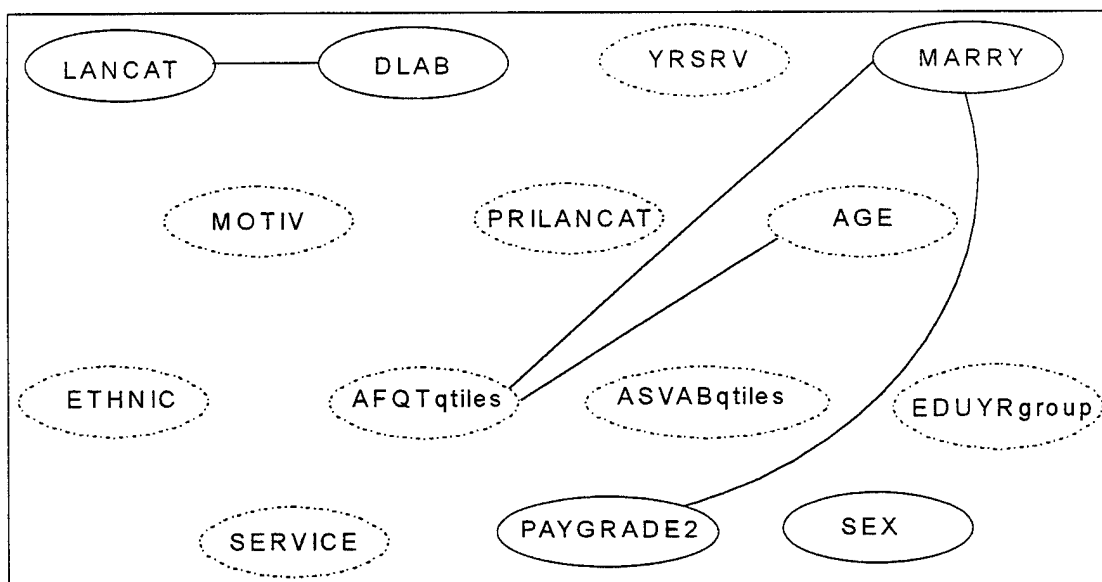 LANCAT
DLAB
YRSRV
MARRY
MOTIV
PRILANCAT
AGE
ETHNIC
AFQTqtiles
ASVABqtiles
EDUYRgroup
SERVICE
PAYGRADE2
SEX